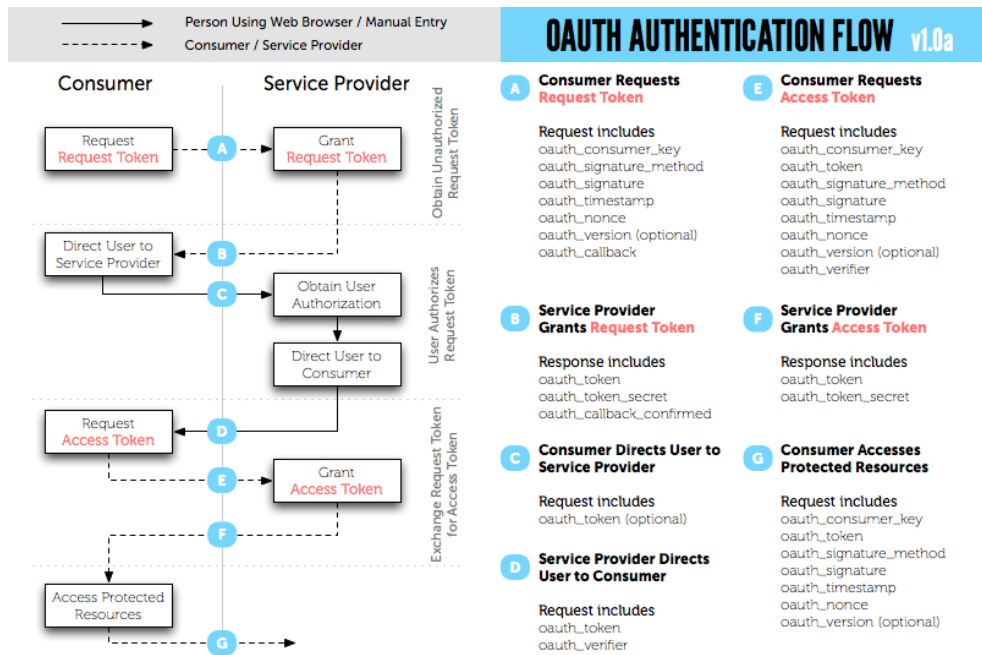 Person Using Web Browser / Manual Entry
Consumer / Service Provider
OAUTH AUTHENTICATION FLOW v1.0a
Consumer
Service Provider
Request
Request Token
A
Grant
Request Token
Obtain Unauthorized
Request Token
Direct User to
Service Provider
B
C
Obtain User
Authorization
Direct User to
Consumer
User Authorizes
Request Token
Request
Access Token
D
E
Grant
Access Token
F
Exchange Request Token
for Access Token
Access Protected
Resources
G
A
Consumer Requests
Request Token
Request includes
oauth_consumer_key
oauth_signature_method
oauth_signature
oauth_timestamp
oauth_nonce
oauth_version (optional)
oauth_callback
B
Service Provider
Grants Request Token
Response includes
oauth_token
oauth_token_secret
oauth_callback_confirmed
C
Consumer Directs User to
Service Provider
Request includes
oauth_token (optional)
D
Service Provider Directs
User to Consumer
Request includes
oauth_token
oauth_verifier
E
Consumer Requests
Access Token
Request includes
oauth_consumer_key
oauth_token
oauth_signature_method
oauth_signature
oauth_timestamp
oauth_nonce
oauth_version (optional)
oauth_verifier
F
Service Provider
Grants Access Token
Response includes
oauth_token
oauth_token_secret
G
Consumer Accesses
Protected Resources
Request includes
oauth_consumer_key
oauth_token
oauth_signature_method
oauth_signature
oauth_timestamp
oauth_nonce
oauth_version (optional)